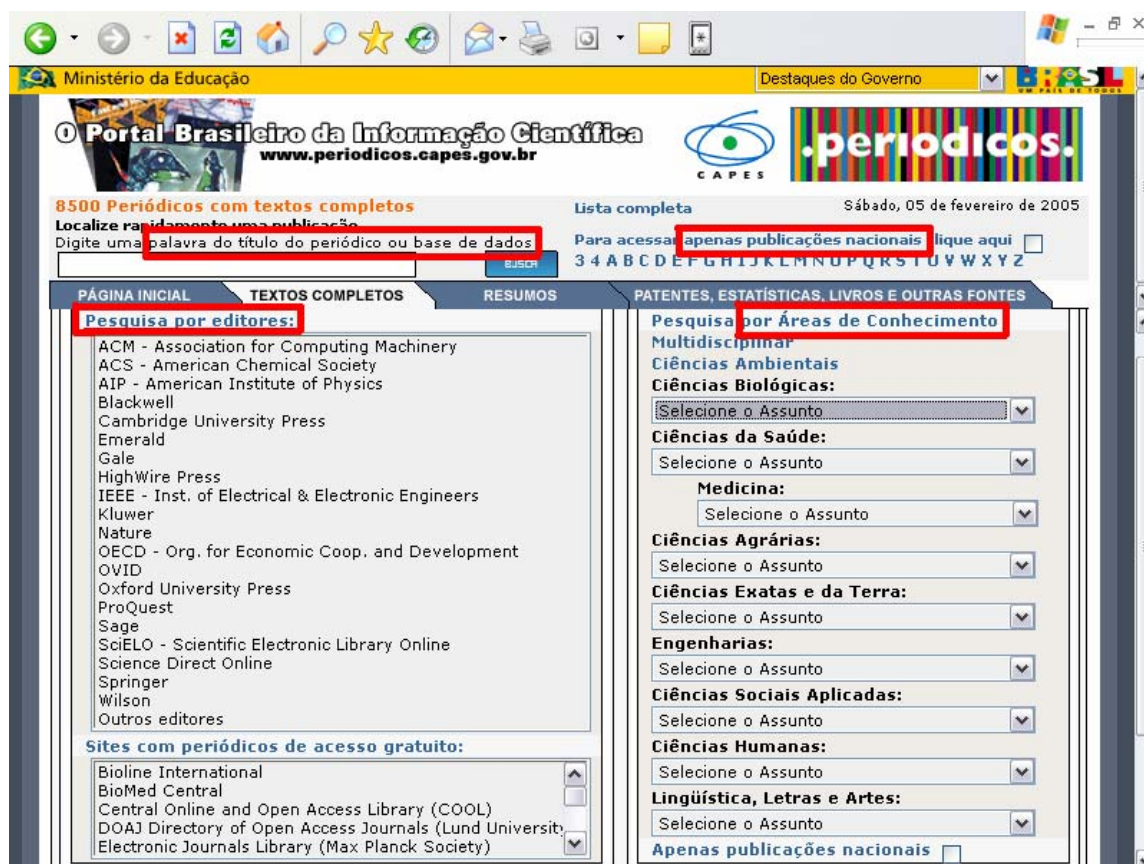 Ministério da Educação
Destaques do Governo
BRASIL
UM PAÍS DE TODOS
O Portal Brasileiro da Informação Científica
www.periodicos.capes.gov.br
CAPES
.periodicos.
8500 Periódicos com textos completos
Lista completa
Sábado, 05 de fevereiro de 2005
Localize rapidamente uma publicação
Digite uma palavra do título do periódico ou base de dados
BUSCAR
Para acessar apenas publicações nacionais clique aqui
3 4 A B C D E F G H I J K L M N O P Q R S T U V W X Y Z
PÁGINA INICIAL
TEXTOS COMPLETOS
RESUMOS
PATENTES, ESTATÍSTICAS, LIVROS E OUTRAS FONTES
Pesquisa por editores:
ACM - Association for Computing Machinery
ACS - American Chemical Society
AIP - American Institute of Physics
Blackwell
Cambridge University Press
Emerald
Gale
HighWire Press
IEEE - Inst. of Electrical & Electronic Engineers
Kluwer
Nature
OECD - Org. for Economic Coop. and Development
OVID
Oxford University Press
ProQuest
Sage
SciELO - Scientific Electronic Library Online
Science Direct Online
Springer
Wilson
Outros editores
Sites com periódicos de acesso gratuito:
Bioline International
BioMed Central
Central Online and Open Access Library (COOL)
DOAJ Directory of Open Access Journals (Lund University
Electronic Journals Library (Max Planck Society)
Pesquisa por Áreas de Conhecimento
Multidisciplinar
Ciências Ambientais
Ciências Biológicas:
Selecione o Assunto
Ciências da Saúde:
Selecione o Assunto
Medicina:
Selecione o Assunto
Ciências Agrárias:
Selecione o Assunto
Ciências Exatas e da Terra:
Selecione o Assunto
Engenharias:
Selecione o Assunto
Ciências Sociais Aplicadas:
Selecione o Assunto
Ciências Humanas:
Selecione o Assunto
Lingüística, Letras e Artes:
Selecione o Assunto
Apenas publicações nacionais